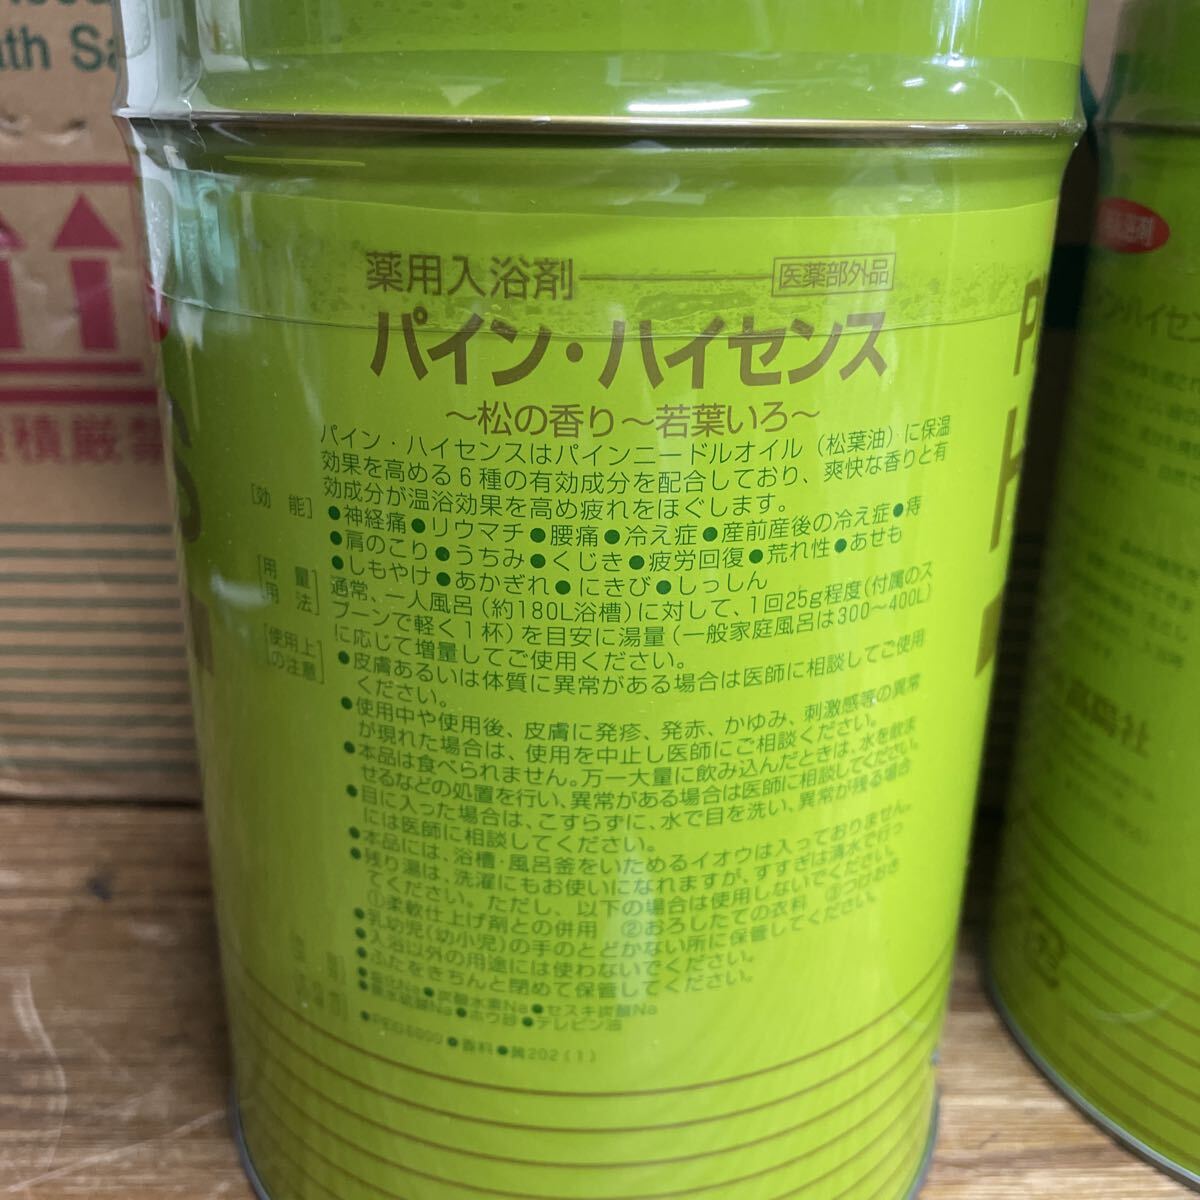 ath Sa
積厳禁
薬用入浴剤
医薬部外品
パイン・ハイセンス
～松の香り～若葉いろ～
パイン・ハイセンスはパインニードルオイル（松葉油）に保温
効果を高める6種の有効成分を配合しており、爽快な香りと有
効成分が温浴効果を高め疲れをほぐします。
［効　能］
●神経痛●リウマチ●腰痛●冷え症●産前産後の冷え症●痔
●肩のこり●うちみ●くじき●疲労回復●荒れ性●あせも
●しもやけ●あかぎれ●にきび●しっしん
［用　量
用　法］
通常、一人風呂（約180L浴槽）に対して、1回25g程度（付属のス
プーンで軽く1杯）を目安に湯量（一般家庭風呂は300～400L）
に応じて増量してご使用ください。
［使用上
の注意］
●皮膚あるいは体質に異常がある場合は医師に相談してご使用
ください。
●使用中や使用後、皮膚に発疹、発赤、かゆみ、刺激感等の異常
が現れた場合は、使用を中止し医師にご相談ください。
●本品は食べられません。万一大量に飲み込んだときは、水を飲ま
せるなどの処置を行い、異常がある場合は医師に相談してください。
●目に入った場合は、こすらずに、水で目を洗い、異常が残る場合
には医師に相談してください。
●本品には、浴槽・風呂釜をいためるイオウは入っておりません。
●残り湯は、洗濯にもお使いになれますが、すすぎは清水で行っ
てください。ただし、以下の場合は使用しないでください。
①柔軟仕上げ剤との併用　②おろしたての衣料　③つけおき
●乳幼児（幼小児）の手のとどかない所に保管してください。
●入浴以外の用途には使わないでください。
●ふたをきちんと閉めて保管してください。
●炭酸水素Na●セスキ炭酸Na
●ホウ砂●テレビン油
●香料●黄202(1)